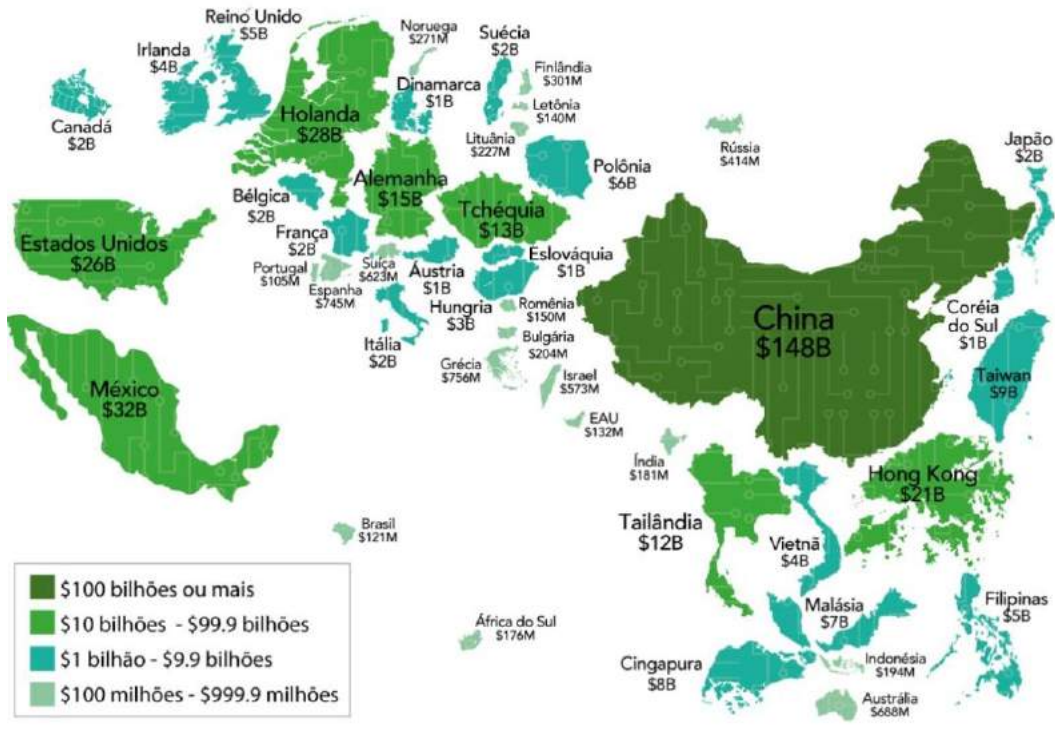 Reino Unido
$5B
Irlanda
$4B
Canadá
$2B
Noruega
$271M
Suécia
$2B
Finlândia
$301M
Dinamarca
$1B
Letônia
$140M
Lituânia
$227M
Holanda
$28B
Rússia
$414M
Japão
$2B
Polônia
$6B
Alemanha
$15B
Bélgica
$2B
Tchéquia
$13B
França
$2B
Estados Unidos
$26B
Portugal
$105M
Espanha
$745M
Suíça
$623M
Áustria
$1B
Eslováquia
$1B
Hungria
$3B
Romênia
$150M
Bulgária
$204M
Itália
$2B
Grécia
$756M
Israel
$573M
EAU
$132M
China
$148B
Coréia
do Sul
$1B
Taiwan
$9B
México
$32B
Índia
$181M
Hong Kong
$21B
Tailândia
$12B
Vietnã
$4B
Brasil
$121M
Malásia
$7B
Filipinas
$5B
África do Sul
$176M
Cingapura
$8B
Indonésia
$194M
Austrália
$688M
$100 bilhões ou mais
$10 bilhões - $99.9 bilhões
$1 bilhão - $9.9 bilhões
$100 milhões - $999.9 milhões